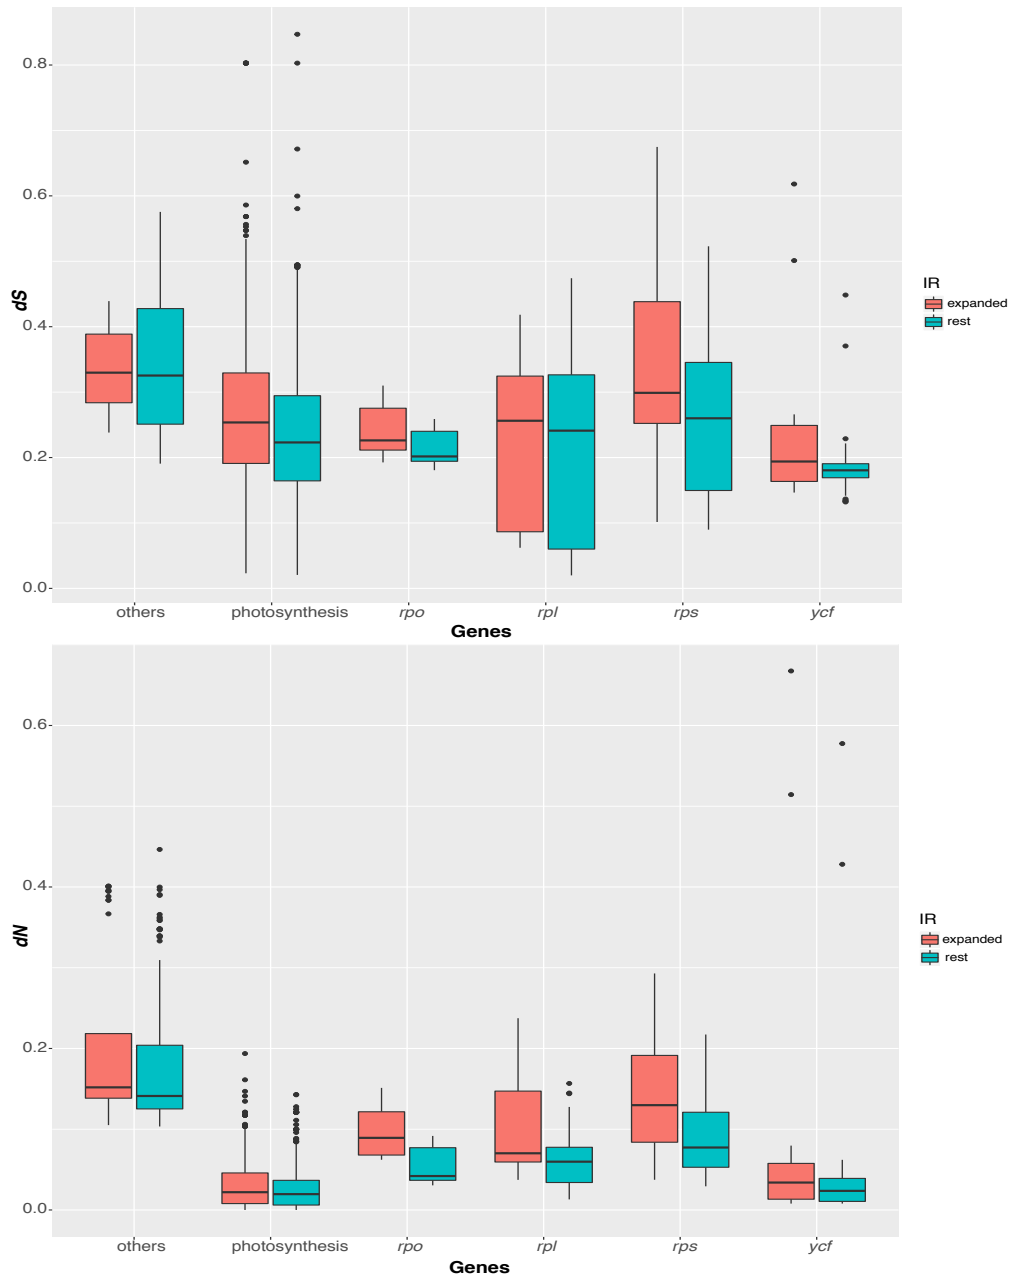 0.8
0.6
0.4
0.2
0.0
dS
others photosynthesis rpo rpl rps ycf
Genes
IR
expanded
rest
0.6
0.4
0.2
0.0
dN
others photosynthesis rpo rpl rps ycf
Genes
IR
expanded
rest